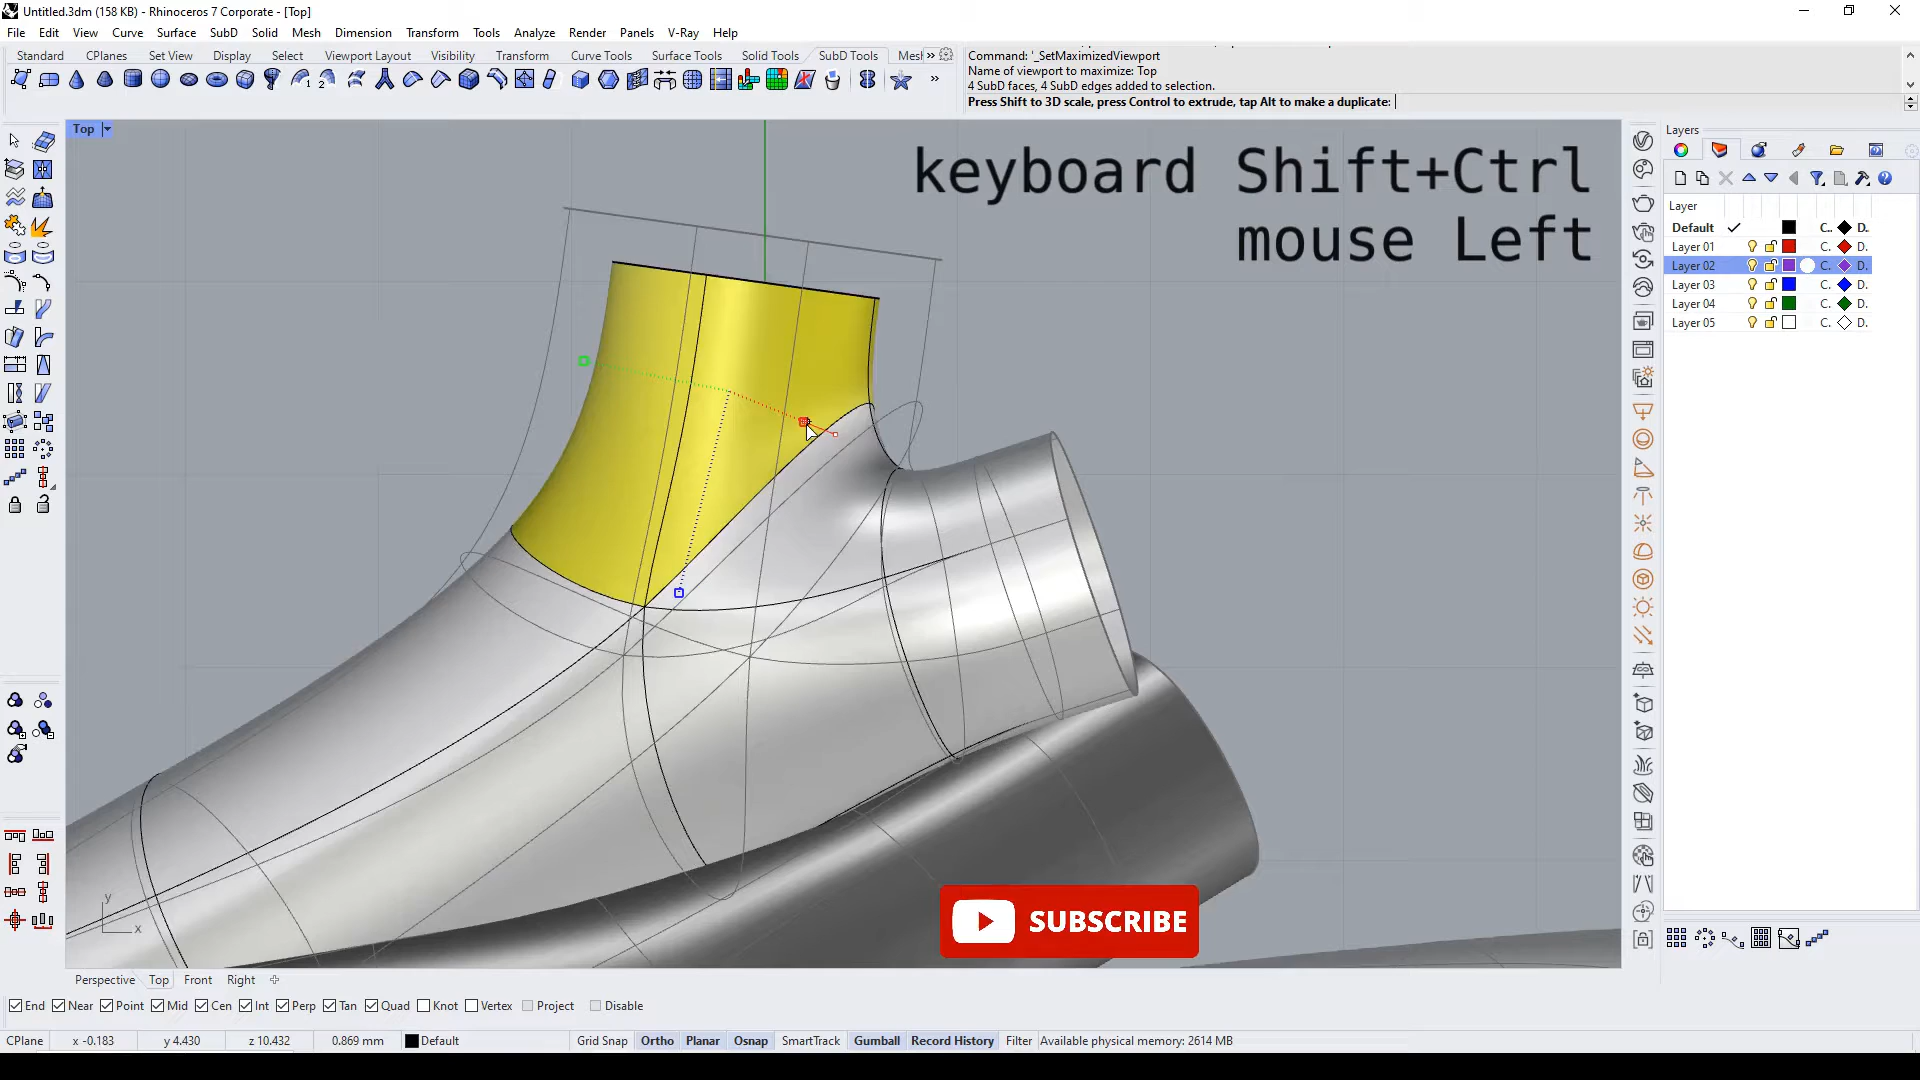 Untitled.3dm (158 KB) - Rhinoceros 7 Corporate - [Top]
File Edit View Curve Surface SubD Solid Mesh Dimension Transform Tools Analyze Render Panels V-Ray Help
Standard CPlanes Set View Display Select Viewport Layout Visibility Transform Curve Tools Surface Tools Solid Tools SubD Tools Mesh
Command: '_SetMaximizedViewport
Name of viewport to maximize: Top
4 SubD faces, 4 SubD edges added to selection.
Press Shift to 3D scale, press Control to extrude, tap Alt to make a duplicate:
Top
keyboard Shift+Ctrl
mouse Left
Layers
Layer
Default C.. D.
Layer 01 C. D.
Layer 02 C. D.
Layer 03 C. D.
Layer 04 C. D.
Layer 05 C. D.
y
x
SUBSCRIBE
Perspective Top Front Right
End Near Point Mid Cen Int Perp Tan Quad Knot Vertex Project Disable
CPlane x -0.183 y 4.430 z 10.432 0.869 mm Default Grid Snap Ortho Planar Osnap SmartTrack Gumball Record History Filter Available physical memory: 2614 MB